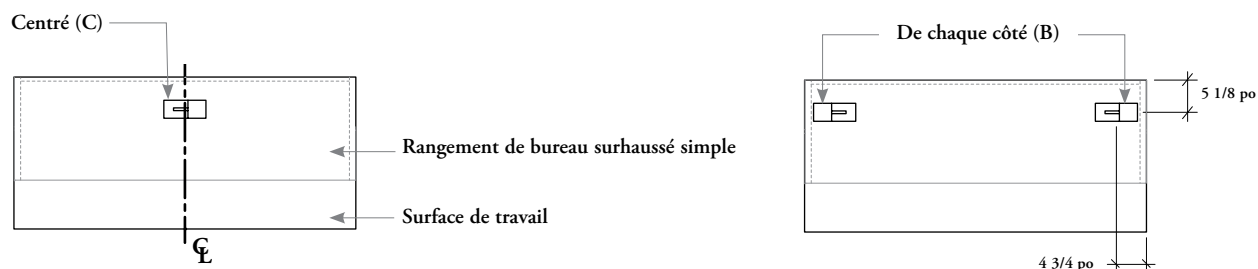 Centré (C)
De chaque côté (B)
5 1/8 po
Rangement de bureau surhaussé simple
Surface de travail
℄
4 3/4 po